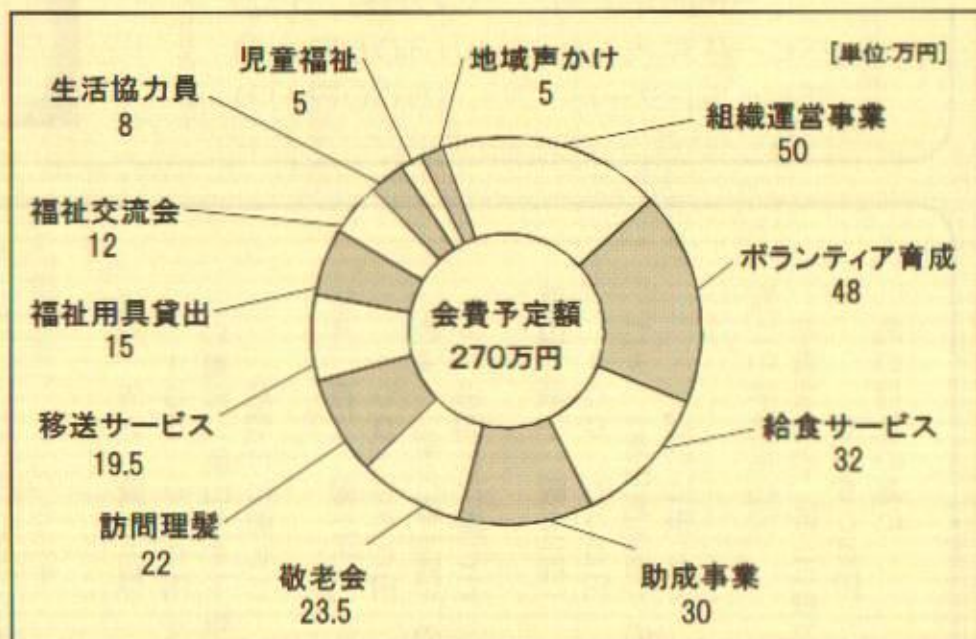 [単位:万円]
地域声かけ
5
組織運営事業
50
ボランティア育成
48
給食サービス
32
助成事業
30
敬老会
23.5
訪問理髪
22
移送サービス
19.5
福祉用具貸出
15
福祉交流会
12
生活協力員
8
児童福祉
5
会費予定額
270万円